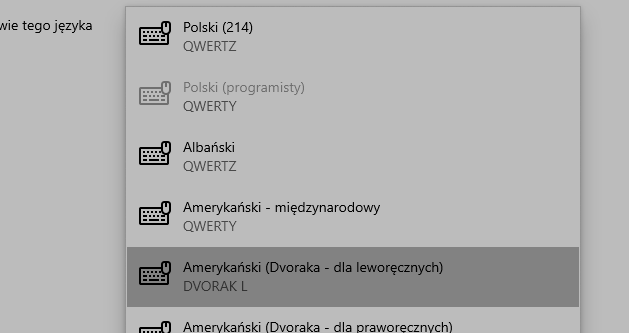 wie tego języka
Polski (214)
QWERTZ
Polski (programisty)
QWERTY
Albański
QWERTZ
Amerykański - międzynarodowy
QWERTY
Amerykański (Dvoraka - dla leworęcznych)
DVORAK L
Amerykański (Dvoraka - dla praworęcznych)